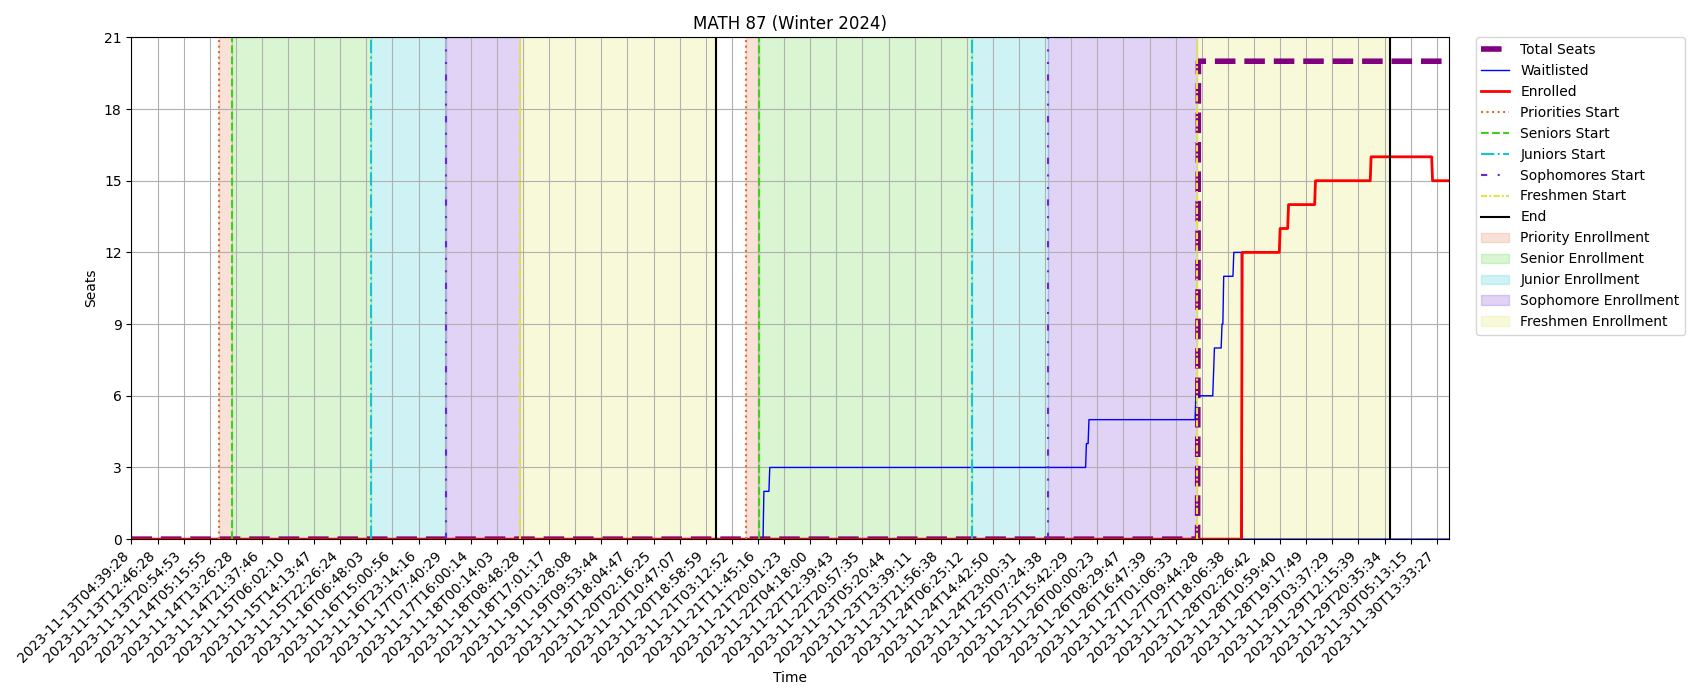 MATH 87 (Winter 2024)
21
18
15
12
9
6
3
0
Seats
2023-11-13T04:39:28
2023-11-13T12:46:28
2023-11-13T20:54:53
2023-11-14T05:15:55
2023-11-14T13:26:28
2023-11-14T21:37:46
2023-11-15T06:02:10
2023-11-15T14:13:47
2023-11-15T22:26:24
2023-11-16T06:48:03
2023-11-16T15:00:56
2023-11-16T23:14:16
2023-11-17T07:40:29
2023-11-17T16:00:14
2023-11-18T00:14:03
2023-11-18T08:48:28
2023-11-18T17:01:17
2023-11-19T01:28:08
2023-11-19T09:53:44
2023-11-19T18:04:47
2023-11-20T02:16:25
2023-11-20T10:47:07
2023-11-20T18:58:59
2023-11-21T03:12:52
2023-11-21T11:45:16
2023-11-21T20:01:23
2023-11-22T04:18:00
2023-11-22T12:39:43
2023-11-22T20:57:35
2023-11-23T05:20:44
2023-11-23T13:39:11
2023-11-23T21:56:38
2023-11-24T06:25:12
2023-11-24T14:42:50
2023-11-24T23:00:31
2023-11-25T07:24:38
2023-11-25T15:42:29
2023-11-26T00:00:23
2023-11-26T08:29:47
2023-11-26T16:47:39
2023-11-27T01:06:33
2023-11-27T09:44:28
2023-11-27T18:06:38
2023-11-28T02:26:42
2023-11-28T10:59:40
2023-11-28T19:17:49
2023-11-29T03:37:29
2023-11-29T12:15:39
2023-11-29T20:35:34
2023-11-30T05:13:15
2023-11-30T13:33:27
Time
Total Seats
Waitlisted
Enrolled
Priorities Start
Seniors Start
Juniors Start
Sophomores Start
Freshmen Start
End
Priority Enrollment
Senior Enrollment
Junior Enrollment
Sophomore Enrollment
Freshmen Enrollment